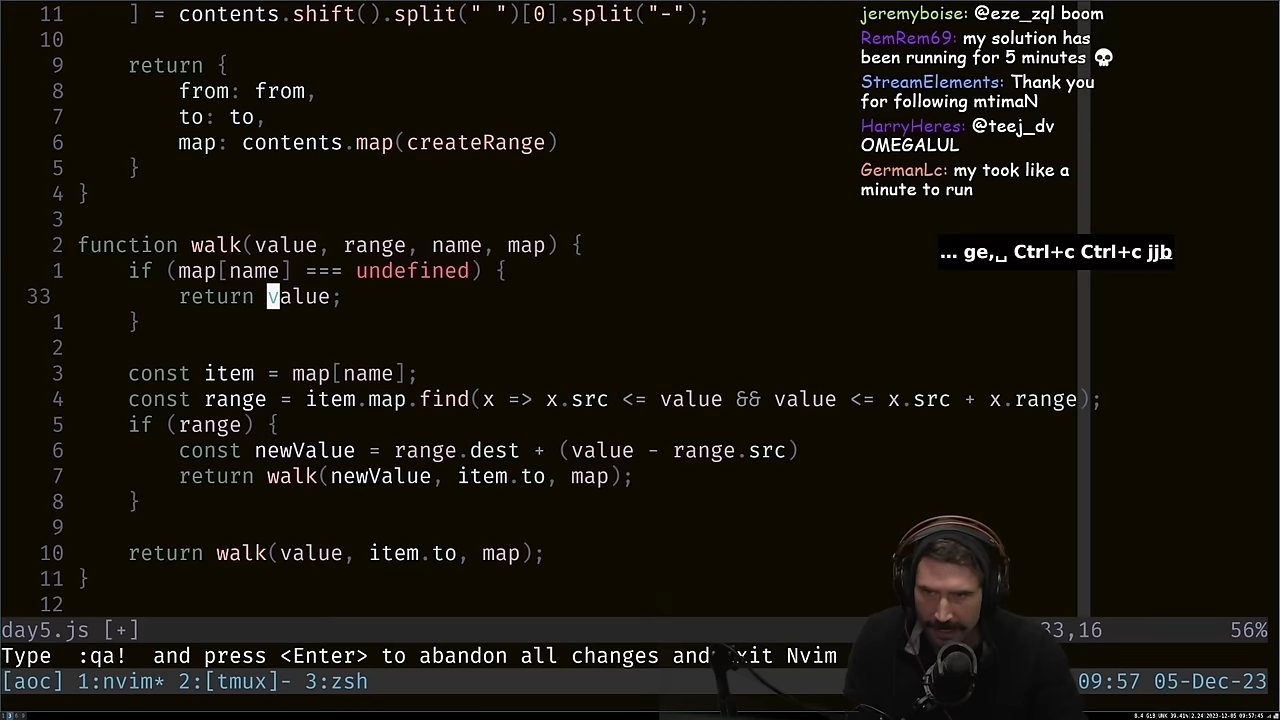 11     ] = contents.shift().split(" ")[0].split("-");
10
9     return {
8         from: from,
7         to: to,
6         map: contents.map(createRange)
5     }
4 }
3
2 function walk(value, range, name, map) {
1     if (map[name] === undefined) {
33         return value;
1     }
2
3     const item = map[name];
4     const range = item.map.find(x => x.src <= value && value <= x.src + x.range);
5     if (range) {
6         const newValue = range.dest + (value - range.src)
7         return walk(newValue, item.to, map);
8     }
9
10     return walk(value, item.to, map);
11 }
12
day5.js [+] 33,16 56%
Type :qa! and press <Enter> to abandon all changes and exit Nvim
[aoc] 1:nvim* 2:[tmux]- 3:zsh 09:57 05-Dec-23
jeremyboise: @eze_zql boom
RemRem69: my solution has
been running for 5 minutes 💀
StreamElements: Thank you
for following mtimaN
HarryHeres: @teej_dv
OMEGALUL
GermanLc: my took like a
minute to run
... ge,␣ Ctrl+c Ctrl+c jjb